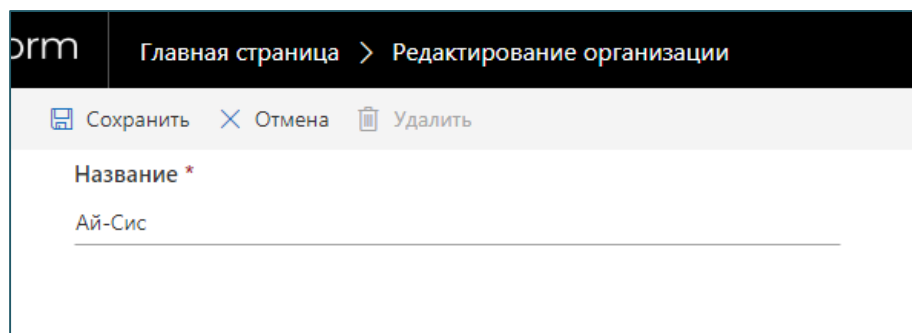 orm
Главная страница > Редактирование организации
Сохранить Отмена Удалить
Название *
Ай-Сис